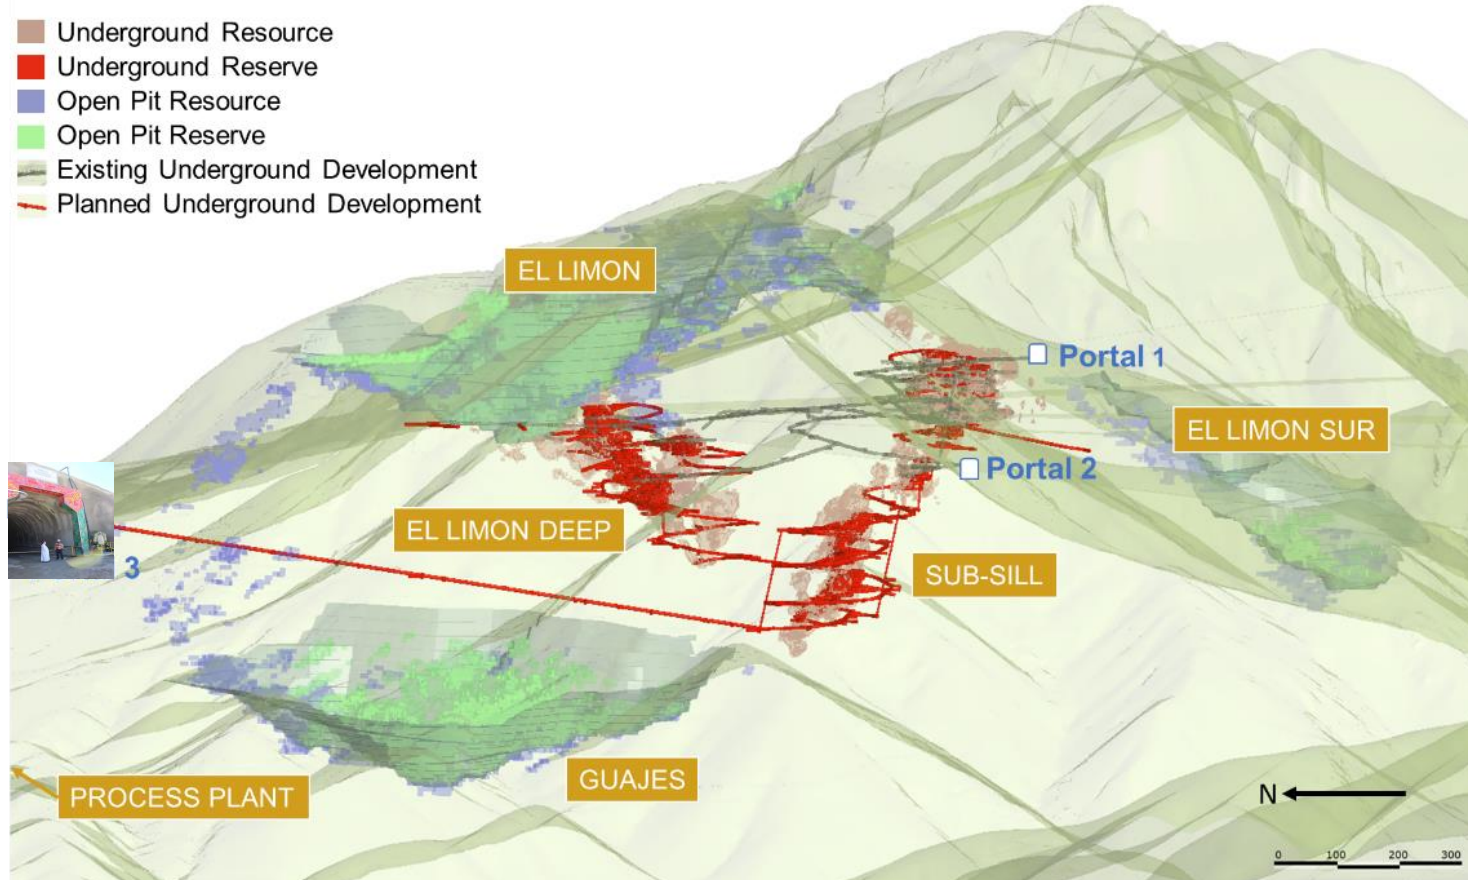 Underground Resource
Underground Reserve
Open Pit Resource
Open Pit Reserve
Existing Underground Development
Planned Underground Development
EL LIMON
Portal 1
EL LIMON SUR
Portal 2
EL LIMON DEEP
3
SUB-SILL
GUAJES
PROCESS PLANT
N
0 100 200 300